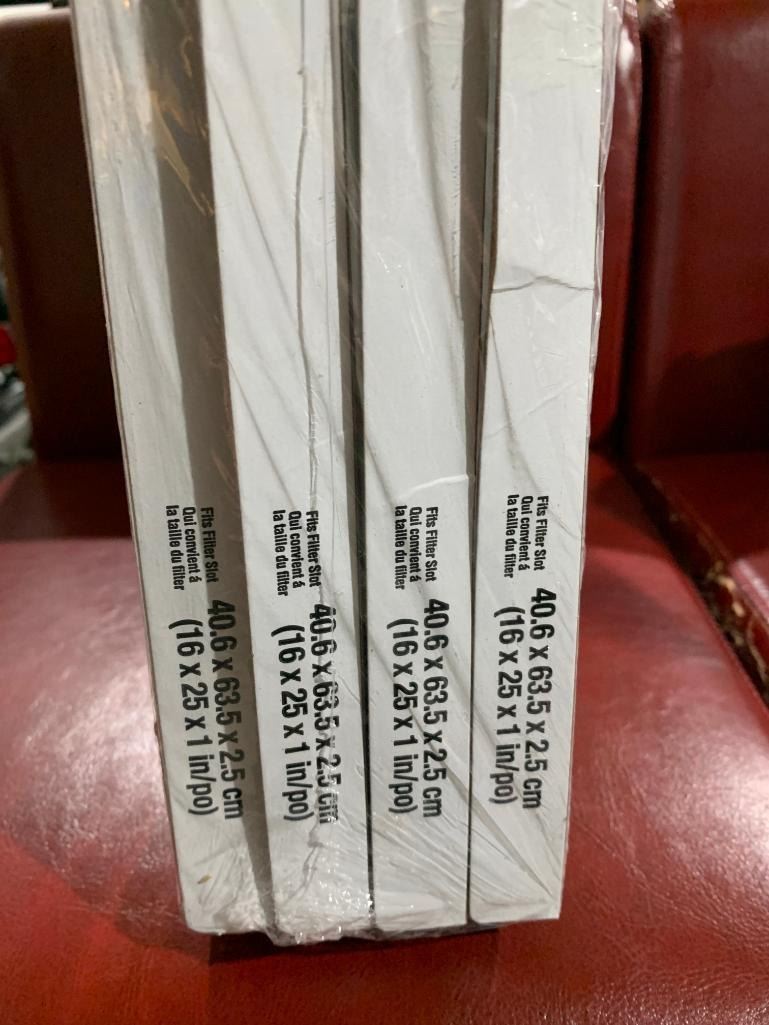 Fits Filter Slot
Qui convient á
la taille du filter
40.6 x 63.5 x 2.5 cm
(16 x 25 x 1 in/po)
Fits Filter Slot
Qui convient á
la taille du filter
40.6 x 63.5 x 2.5 cm
(16 x 25 x 1 in/po)
Fits Filter Slot
Qui convient á
la taille du filter
40.6 x 63.5 x 2.5 cm
(16 x 25 x 1 in/po)
Fits Filter Slot
Qui convient á
la taille du filter
40.6 x 63.5 x 2.5 cm
(16 x 25 x 1 in/po)